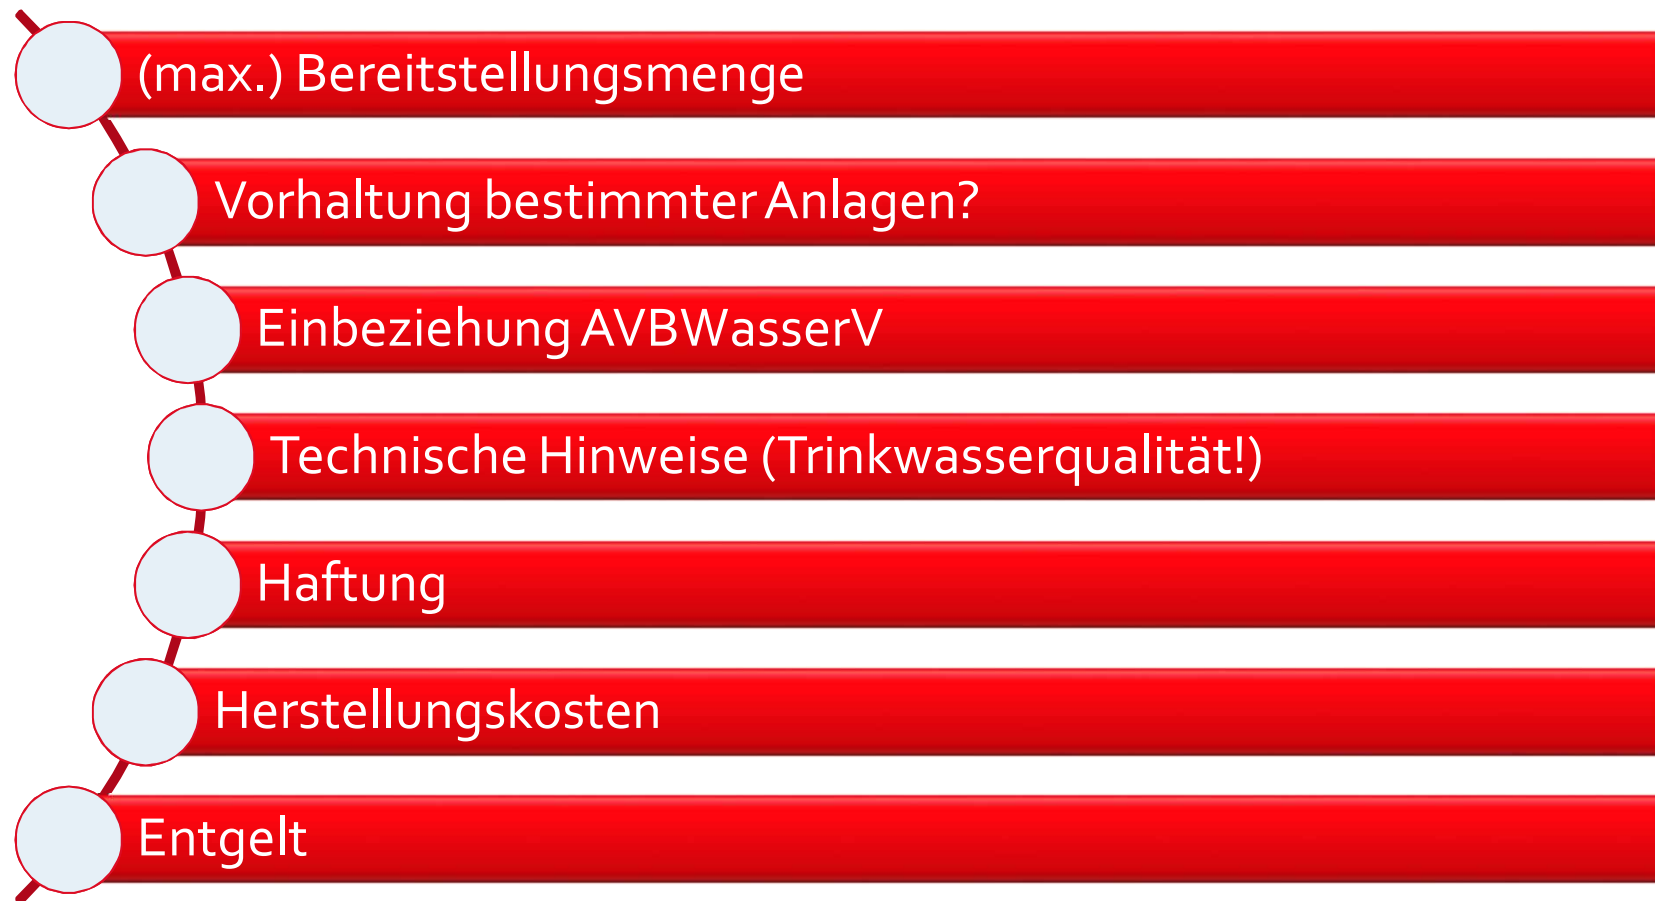 (max.) Bereitstellungsmenge
Vorhaltung bestimmter Anlagen?
Einbeziehung AVBWasserV
Technische Hinweise (Trinkwasserqualität!)
Haftung
Herstellungskosten
Entgelt